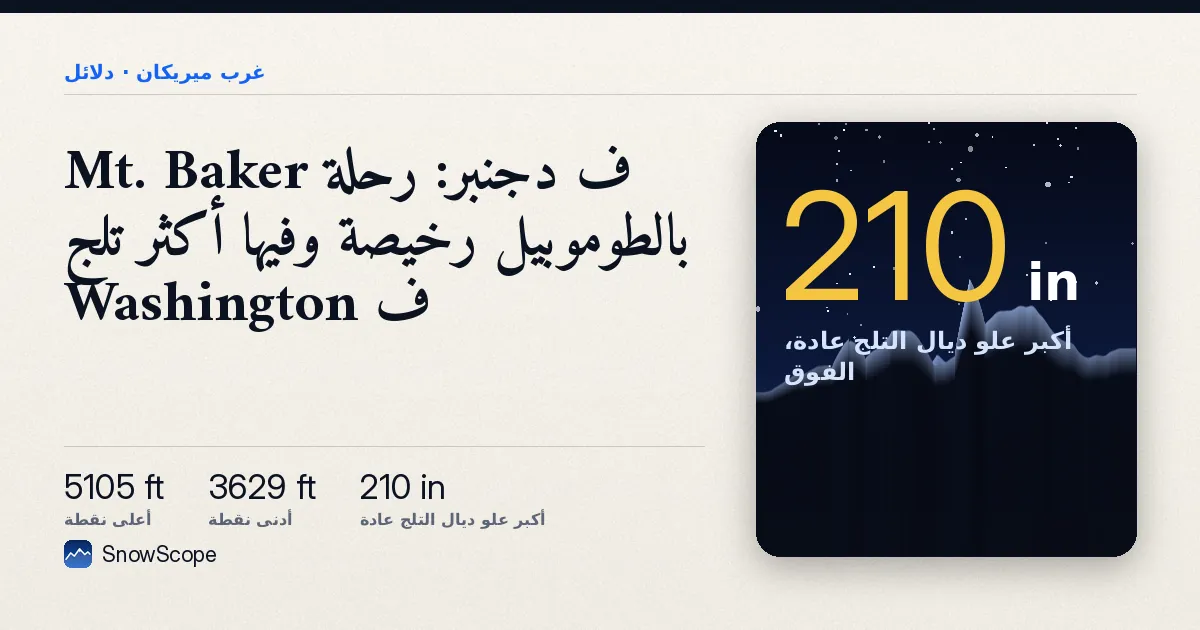 غرب ميريكان · دلائل
Mt. Baker ف دجنبر: رحلة
بالطوموبيل رخيصة وفيها أكثر تلج
ف Washington
210 in
أكبر علو ديال التلج عادة،
الفوق
5105 ft
أعلى نقطة
3629 ft
أدنى نقطة
210 in
أكبر علو ديال التلج عادة
SnowScope